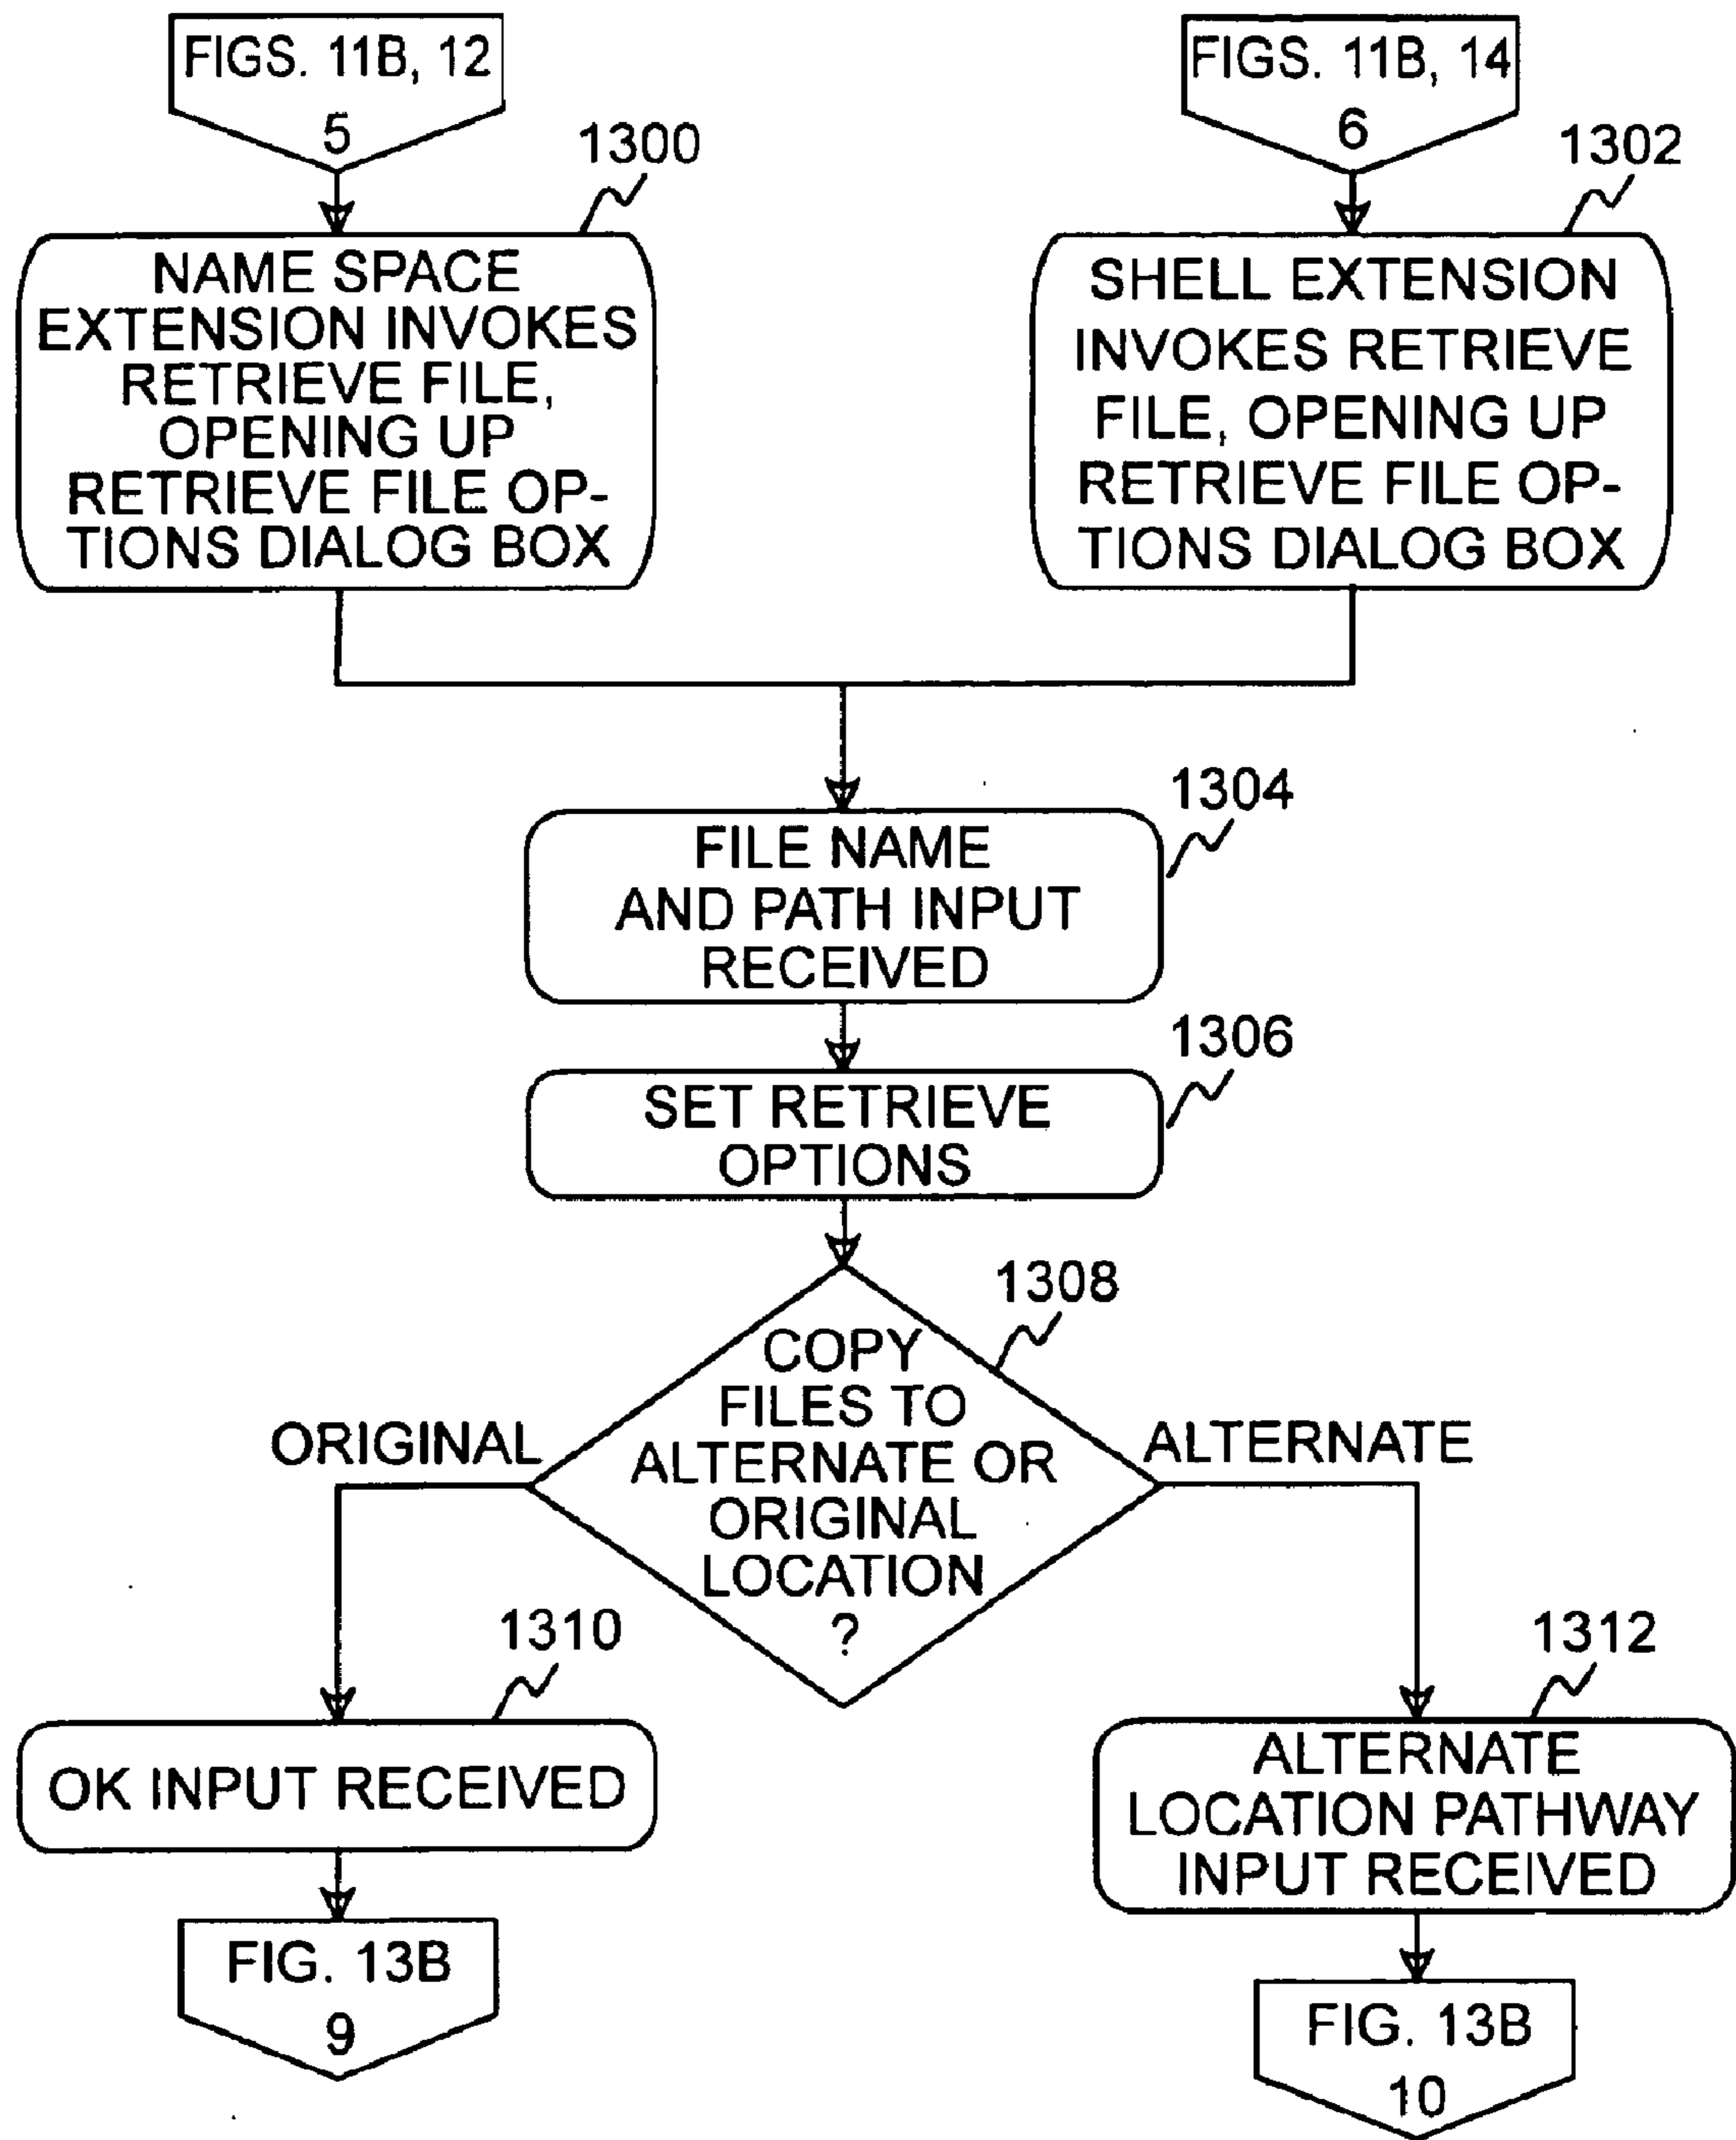 FIGS. 11B, 12
5
FIGS. 11B, 14
6
1300
1302
NAME SPACE
EXTENSION INVOKES
RETRIEVE FILE,
OPENING UP
RETRIEVE FILE OP-
TIONS DIALOG BOX
SHELL EXTENSION
INVOKES RETRIEVE
FILE, OPENING UP
RETRIEVE FILE OP-
TIONS DIALOG BOX
1304
FILE NAME
AND PATH INPUT
RECEIVED
1306
SET RETRIEVE
OPTIONS
1308
COPY
FILES TO
ALTERNATE OR
ORIGINAL
LOCATION
?
ORIGINAL
ALTERNATE
1310
OK INPUT RECEIVED
1312
ALTERNATE
LOCATION PATHWAY
INPUT RECEIVED
FIG. 13B
9
FIG. 13B
10